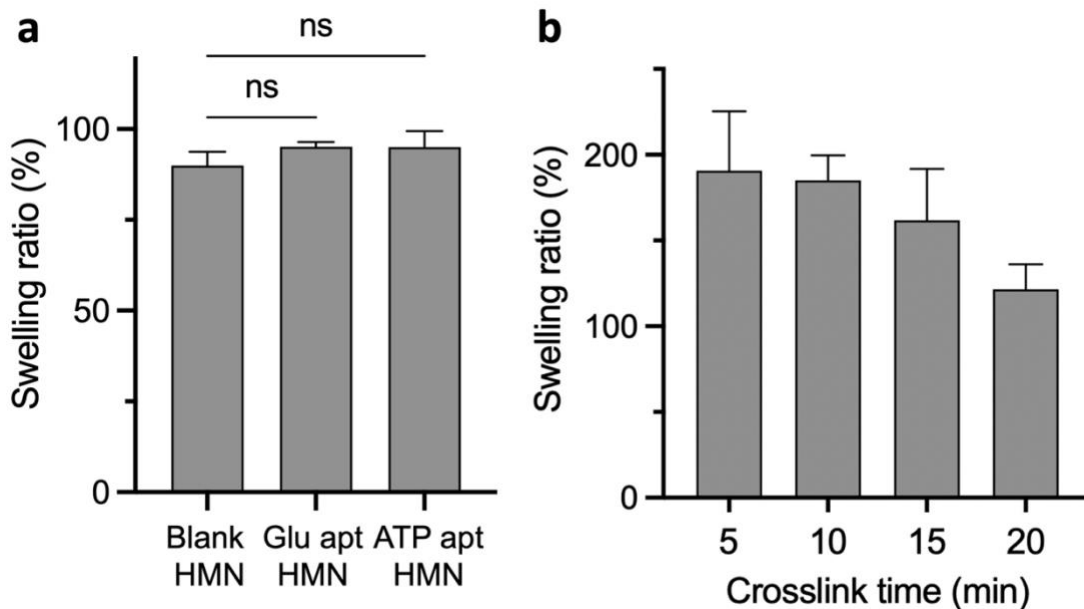 a
ns
ns
100
50
0
Swelling ratio (%)
Blank HMN
Glu apt HMN
ATP apt HMN
b
200
100
0
Swelling ratio (%)
5 10 15 20
Crosslink time (min)